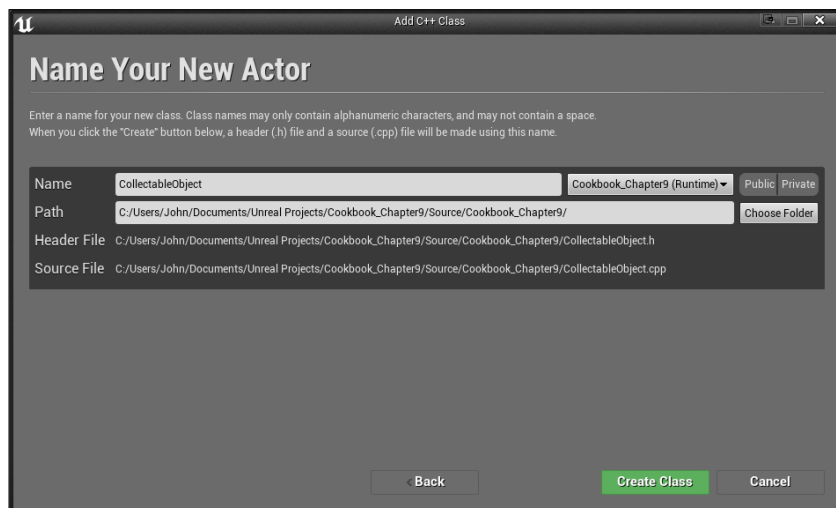 Add C++ Class
Name Your New Actor
Enter a name for your new class. Class names may only contain alphanumeric characters, and may not contain a space.
When you click the "Create" button below, a header (.h) file and a source (.cpp) file will be made using this name.
Name CollectableObject Cookbook_Chapter9 (Runtime) Public Private
Path C:/Users/John/Documents/Unreal Projects/Cookbook_Chapter9/Source/Cookbook_Chapter9/ Choose Folder
Header File C:/Users/John/Documents/Unreal Projects/Cookbook_Chapter9/Source/Cookbook_Chapter9/CollectableObject.h
Source File C:/Users/John/Documents/Unreal Projects/Cookbook_Chapter9/Source/Cookbook_Chapter9/CollectableObject.cpp
Back Create Class Cancel